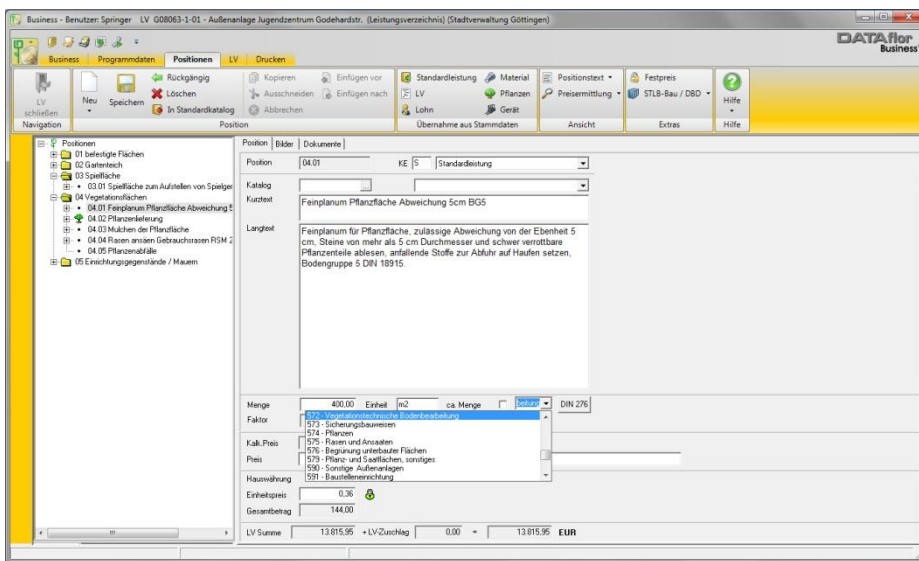 Business - Benutzer: Springer LV G08063-1-01 - Außenanlage Jugendzentrum Godehardstr. (Leistungsverzeichnis) (Stadtverwaltung Göttingen)
DATAflor
Business
Business Programmdaten Positionen LV Drucken
LV schließen
Neu
Speichern
Rückgängig
Löschen
In Standardkatalog
Kopieren
Ausschneiden
Abbrechen
Einfügen vor
Einfügen nach
Standardleistung
LV
Lohn
Material
Pflanzen
Gerät
Positionstext
Preisermittlung
Festpreis
STLB-Bau / DBD
Hilfe
Navigation Position Übernahme aus Stammdaten Ansicht Extras Hilfe
Positionen
01 befestigte Flächen
02 Gartenteich
03 Spielfläche
03.01 Spielfläche zum Aufstellen von Spielger
04 Vegetationsflächen
04.01 Feinplanum Pflanzfläche Abweichung 5
04.02 Pflanzenlieferung
04.03 Mulchen der Pflanzfläche
04.04 Rasen ansäen Gebrauchsrasen RSM 2
04.05 Pflanzenabfälle
05 Einrichtungsgegenstände / Mauern
Position Bilder Dokumente
Position 04.01 KE S Standardleistung
Katalog ...
Kurztext Feinplanum Pflanzfläche Abweichung 5cm BG5
Langtext Feinplanum für Pflanzfläche, zulässige Abweichung von der Ebenheit 5
cm, Steine von mehr als 5 cm Durchmesser und schwer verrottbare
Pflanzenteile ablesen, anfallende Stoffe zur Abfuhr auf Haufen setzen,
Bodengruppe 5 DIN 18915.
Menge 400,00 Einheit m2 ca. Menge beitung DIN 276
Faktor
572 - Vegetationstechnische Bodenbearbeitung
573 - Sicherungsbauweisen
574 - Pflanzen
575 - Rasen und Ansaaten
576 - Begrünung unterbauter Flächen
579 - Pflanz- und Saatflächen, sonstiges
590 - Sonstige Außenanlagen
591 - Baustelleneinrichtung
Kalk.Preis
Preis
Hauswährung
Einheitspreis 0,36
Gesamtbetrag 144,00
LV Summe 13.815,95 + LV-Zuschlag 0,00 = 13.815,95 EUR